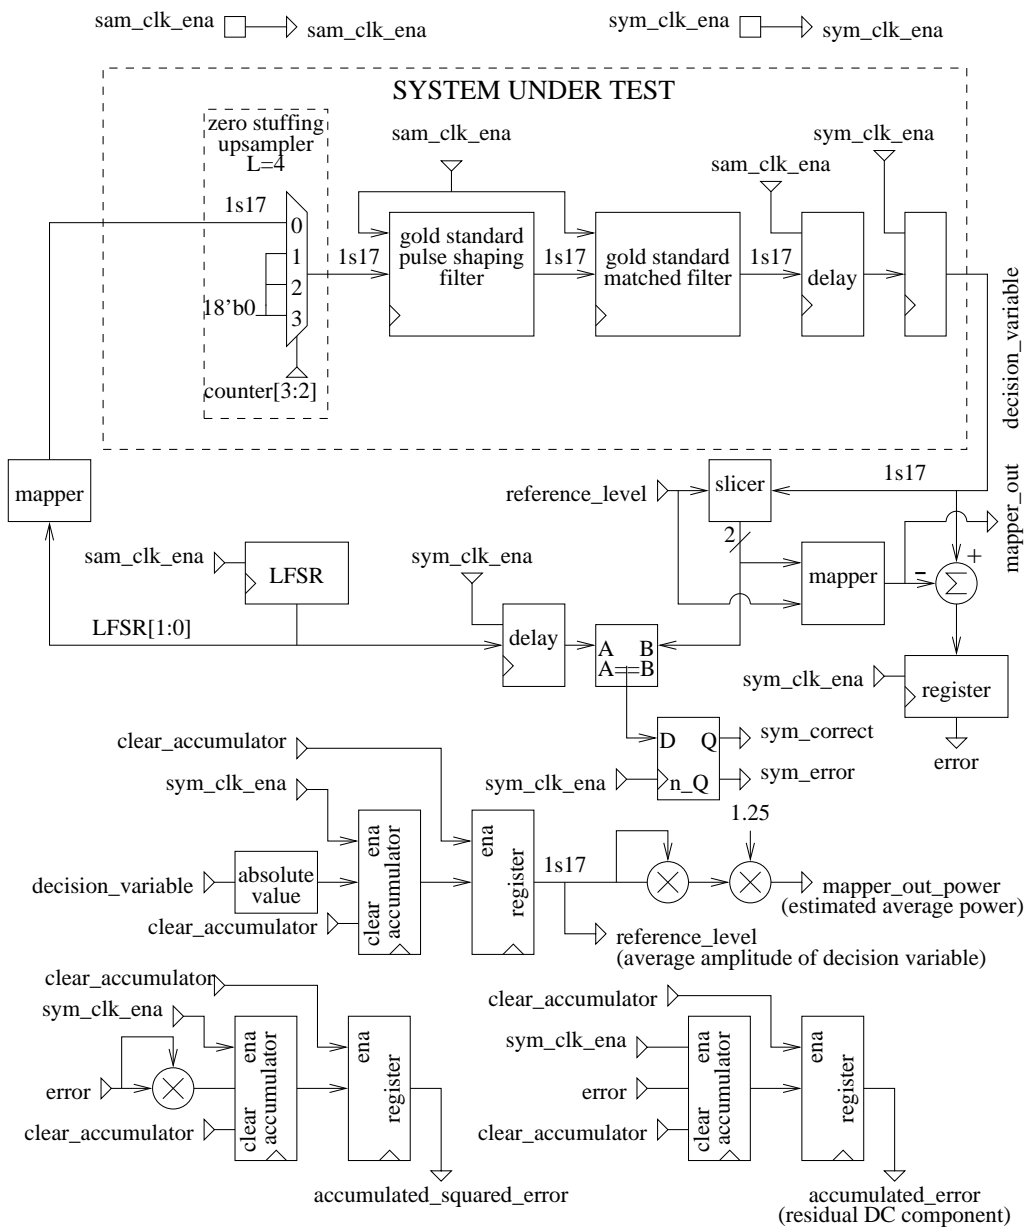 sam_clk_ena
sam_clk_ena
sym_clk_ena
sym_clk_ena
SYSTEM UNDER TEST
zero stuffing
upsampler
L=4
sam_clk_ena
sym_clk_ena
sam_clk_ena
1s17
0
1
2
3
18'b0
counter[3:2]
1s17
gold standard
pulse shaping
filter
1s17
gold standard
matched filter
1s17
delay
decision_variable
mapper
reference_level
slicer
1s17
mapper_out
2
sam_clk_ena
LFSR
sym_clk_ena
mapper
-
+
Σ
LFSR[1:0]
delay
A B
A==B
sym_clk_ena
register
error
clear_accumulator
D Q
n_Q
sym_correct
sym_error
sym_clk_ena
sym_clk_ena
1.25
decision_variable
absolute
value
clear_accumulator
clear ena
accumulator
ena
register
1s17
mapper_out_power
(estimated average power)
reference_level
(average amplitude of decision variable)
clear_accumulator
sym_clk_ena
error
clear_accumulator
clear ena
accumulator
ena
register
accumulated_squared_error
clear_accumulator
sym_clk_ena
error
clear_accumulator
clear ena
accumulator
ena
register
accumulated_error
(residual DC component)